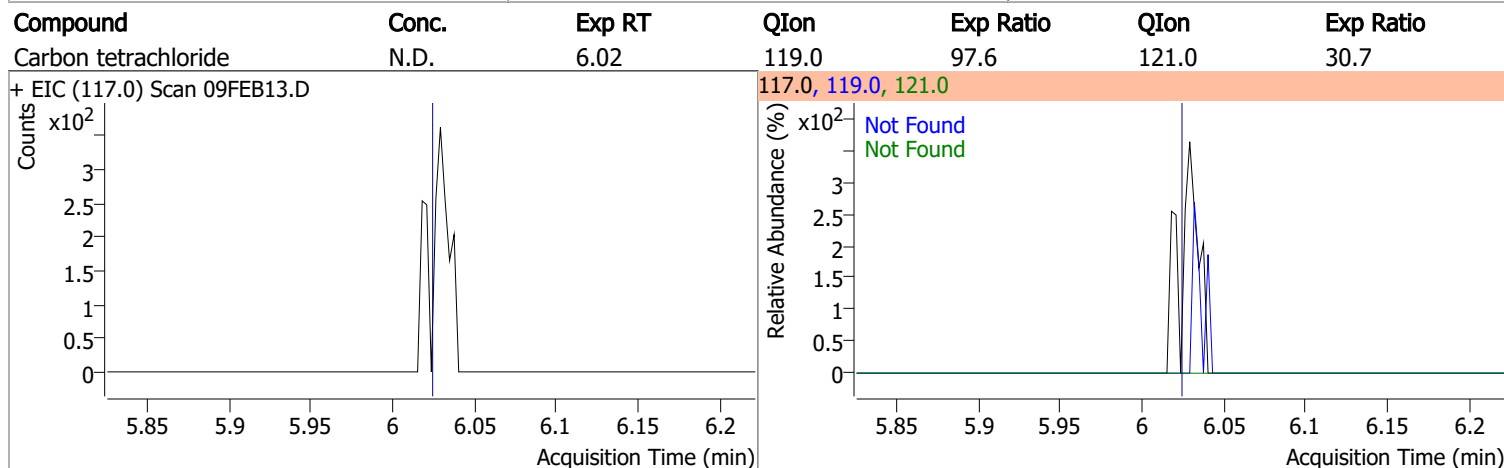 Compound Conc. Exp RT QIon Exp Ratio QIon Exp Ratio
Carbon tetrachloride N.D. 6.02 119.0 97.6 121.0 30.7
+ EIC (117.0) Scan 09FEB13.D
Counts
x10²
3
2.5
2
1.5
1
0.5
0
5.85 5.9 5.95 6 6.05 6.1 6.15 6.2
Acquisition Time (min)
117.0, 119.0, 121.0
Relative Abundance (%)
x10²
Not Found
Not Found
3
2.5
2
1.5
1
0.5
0
5.85 5.9 5.95 6 6.05 6.1 6.15 6.2
Acquisition Time (min)